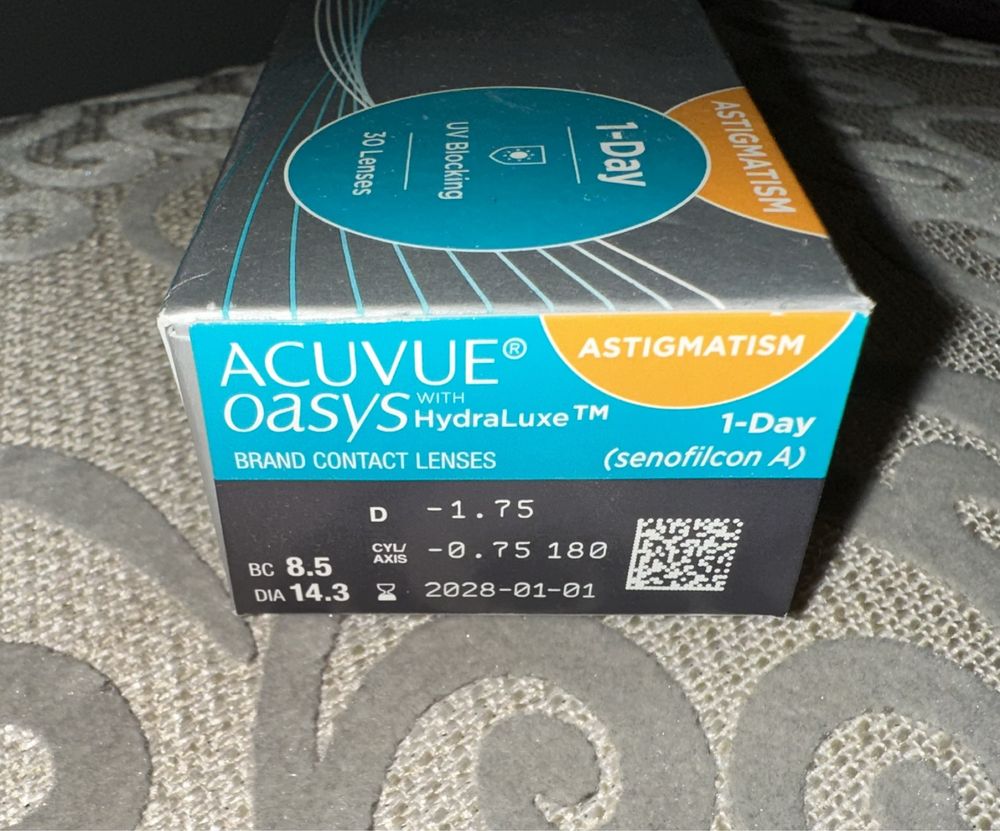 1-Day
UV Blocking
30 Lenses
ASTIGMATISM
ACUVUE®
ASTIGMATISM
oasys WITH HydraLuxe™
1-Day
BRAND CONTACT LENSES
(senofilcon A)
D -1.75
CYL/AXIS -0.75 180
BC 8.5
DIA 14.3
2028-01-01